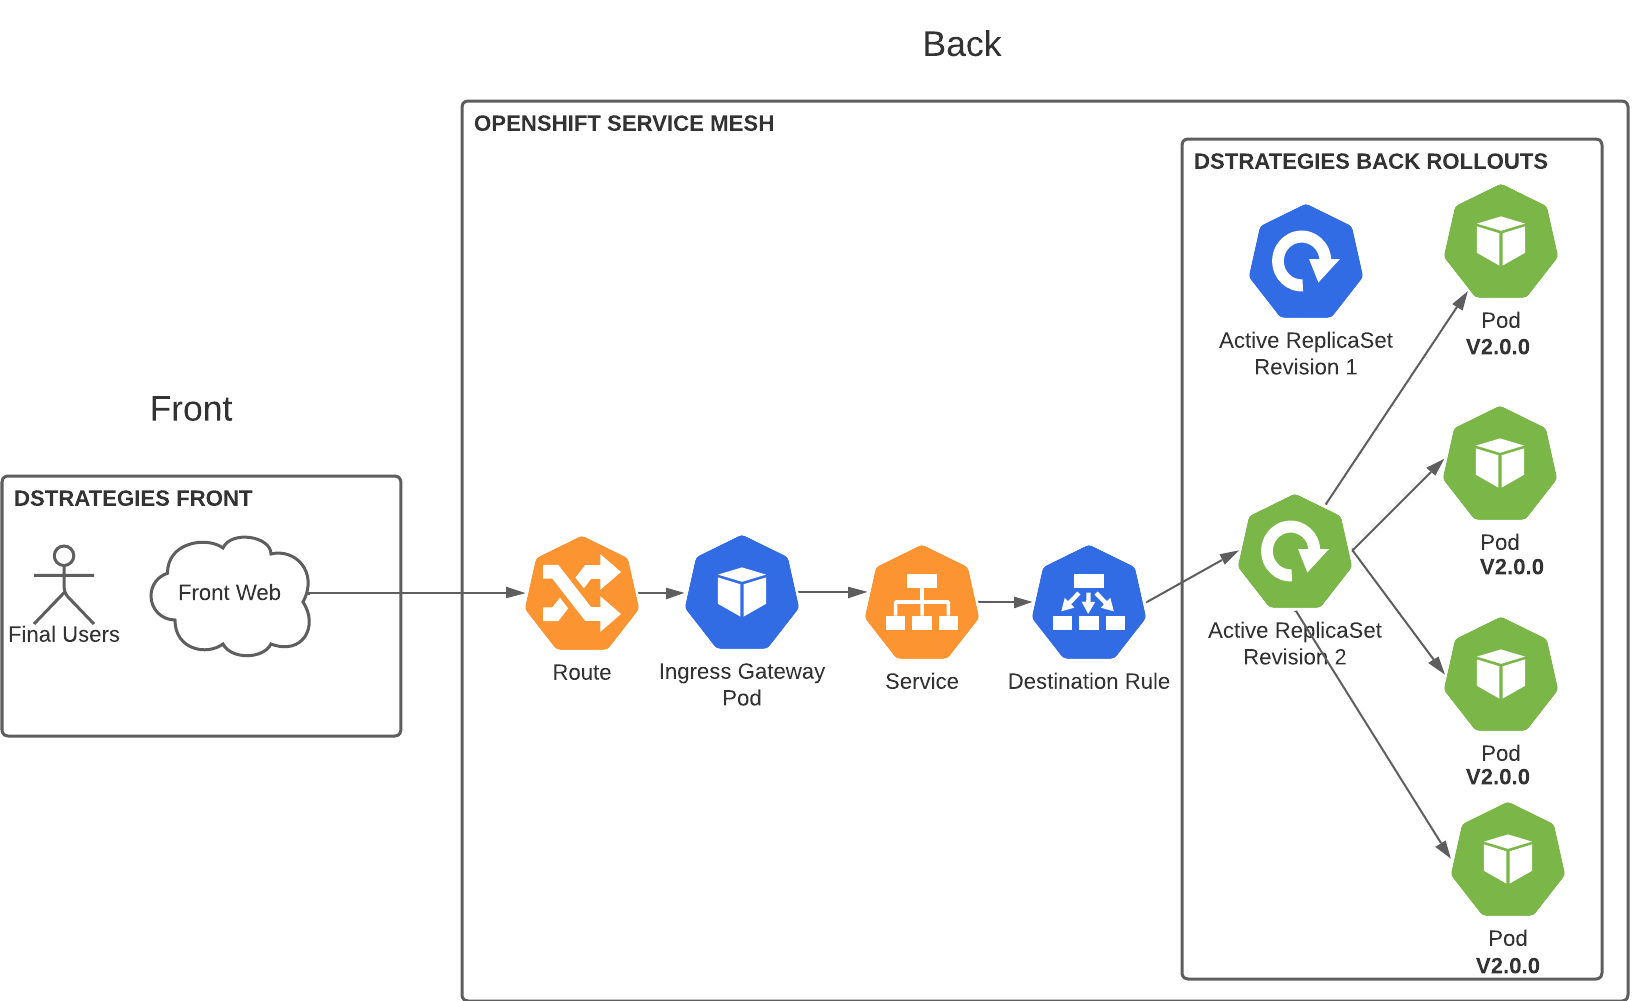 Back
OPENSHIFT SERVICE MESH
DSTRATEGIES BACK ROLLOUTS
Active ReplicaSet
Revision 1
Pod
V2.0.0
Front
DSTRATEGIES FRONT
Final Users
Front Web
Route
Ingress Gateway
Pod
Service
Destination Rule
Active ReplicaSet
Revision 2
Pod
V2.0.0
Pod
V2.0.0
Pod
V2.0.0